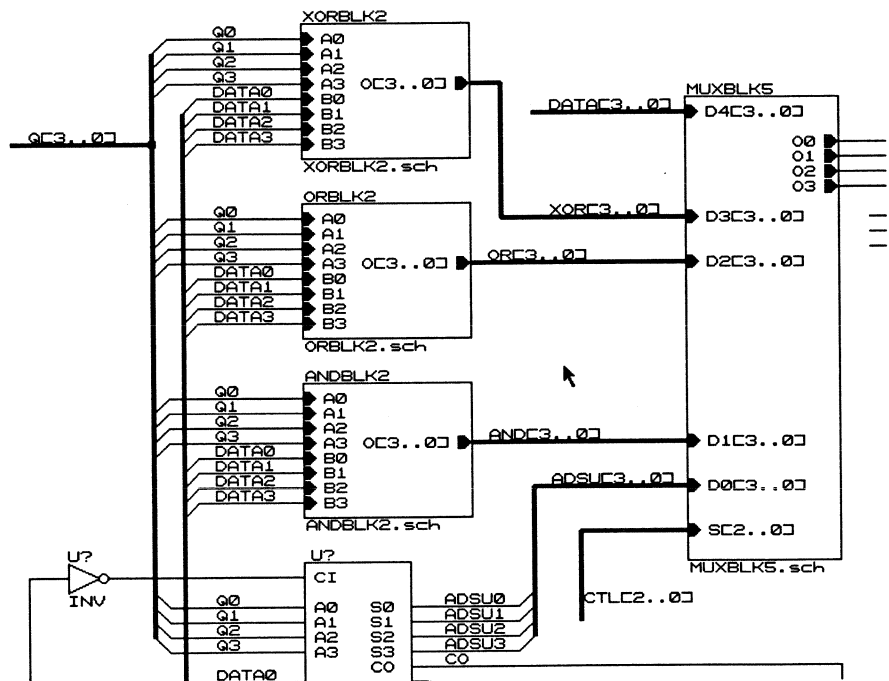 XORBLK2
Q0
Q1
Q2
Q3
DATA0
DATA1
DATA2
DATA3
A0
A1
A2
A3
B0
B1
B2
B3
O[3..0]
XORBLK2.sch
Q[3..0]
ORBLK2
Q0
Q1
Q2
Q3
DATA0
DATA1
DATA2
DATA3
A0
A1
A2
A3
B0
B1
B2
B3
O[3..0]
ORBLK2.sch
ANDBLK2
Q0
Q1
Q2
Q3
DATA0
DATA1
DATA2
DATA3
A0
A1
A2
A3
B0
B1
B2
B3
O[3..0]
ANDBLK2.sch
U?
INV
U?
CI
Q0
Q1
Q2
Q3
DATA0
A0
A1
A2
A3
S0
S1
S2
S3
CO
ADSU0
ADSU1
ADSU2
ADSU3
CO
DATA[3..0]
XOR[3..0]
OR[3..0]
AND[3..0]
ADSU[3..0]
CTL[2..0]
MUXBLK5
D4[3..0]
O0
O1
O2
O3
D3[3..0]
D2[3..0]
D1[3..0]
D0[3..0]
S[2..0]
MUXBLK5.sch